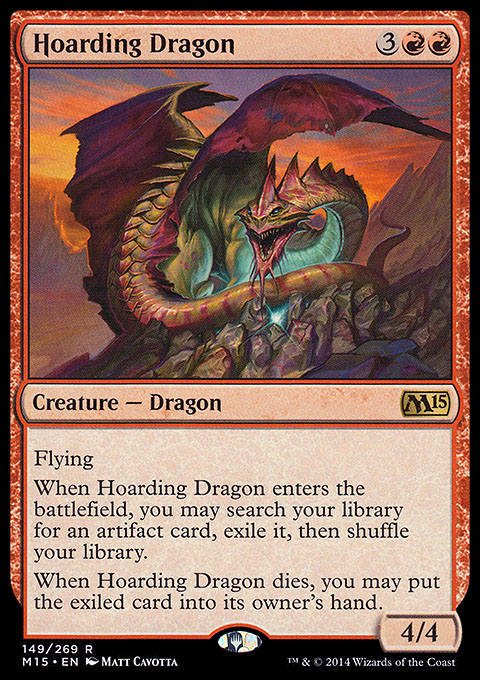 Hoarding Dragon 3
Creature — Dragon M15
Flying
When Hoarding Dragon enters the
battlefield, you may search your library
for an artifact card, exile it, then shuffle
your library.
When Hoarding Dragon dies, you may put
the exiled card into its owner's hand.
4/4
149/269 R
M15 • EN Matt Cavotta
™ & © 2014 Wizards of the Coast